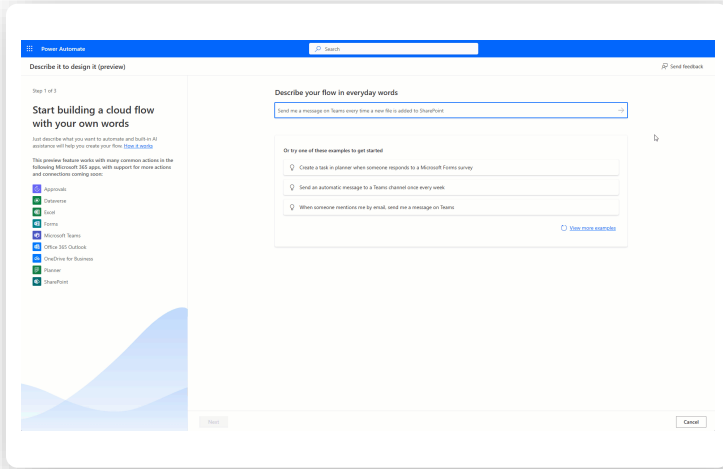 Power Automate
Search
Describe it to design it (preview)
Send feedback
Step 1 of 3
Start building a cloud flow
with your own words
Just describe what you want to automate and built-in AI
assistance will help you create your flow. How it works
This preview feature works with many common actions in the
following Microsoft 365 apps, with support for more actions
and connections coming soon:
Approvals
Dataverse
Excel
Forms
Microsoft Teams
Office 365 Outlook
OneDrive for Business
Planner
SharePoint
Describe your flow in everyday words
Send me a message on Teams every time a new file is added to SharePoint
Or try one of these examples to get started
Create a task in planner when someone responds to a Microsoft Forms survey
Send an automatic message to a Teams channel once every week
When someone mentions me by email, send me a message on Teams
View more examples
Next
Cancel